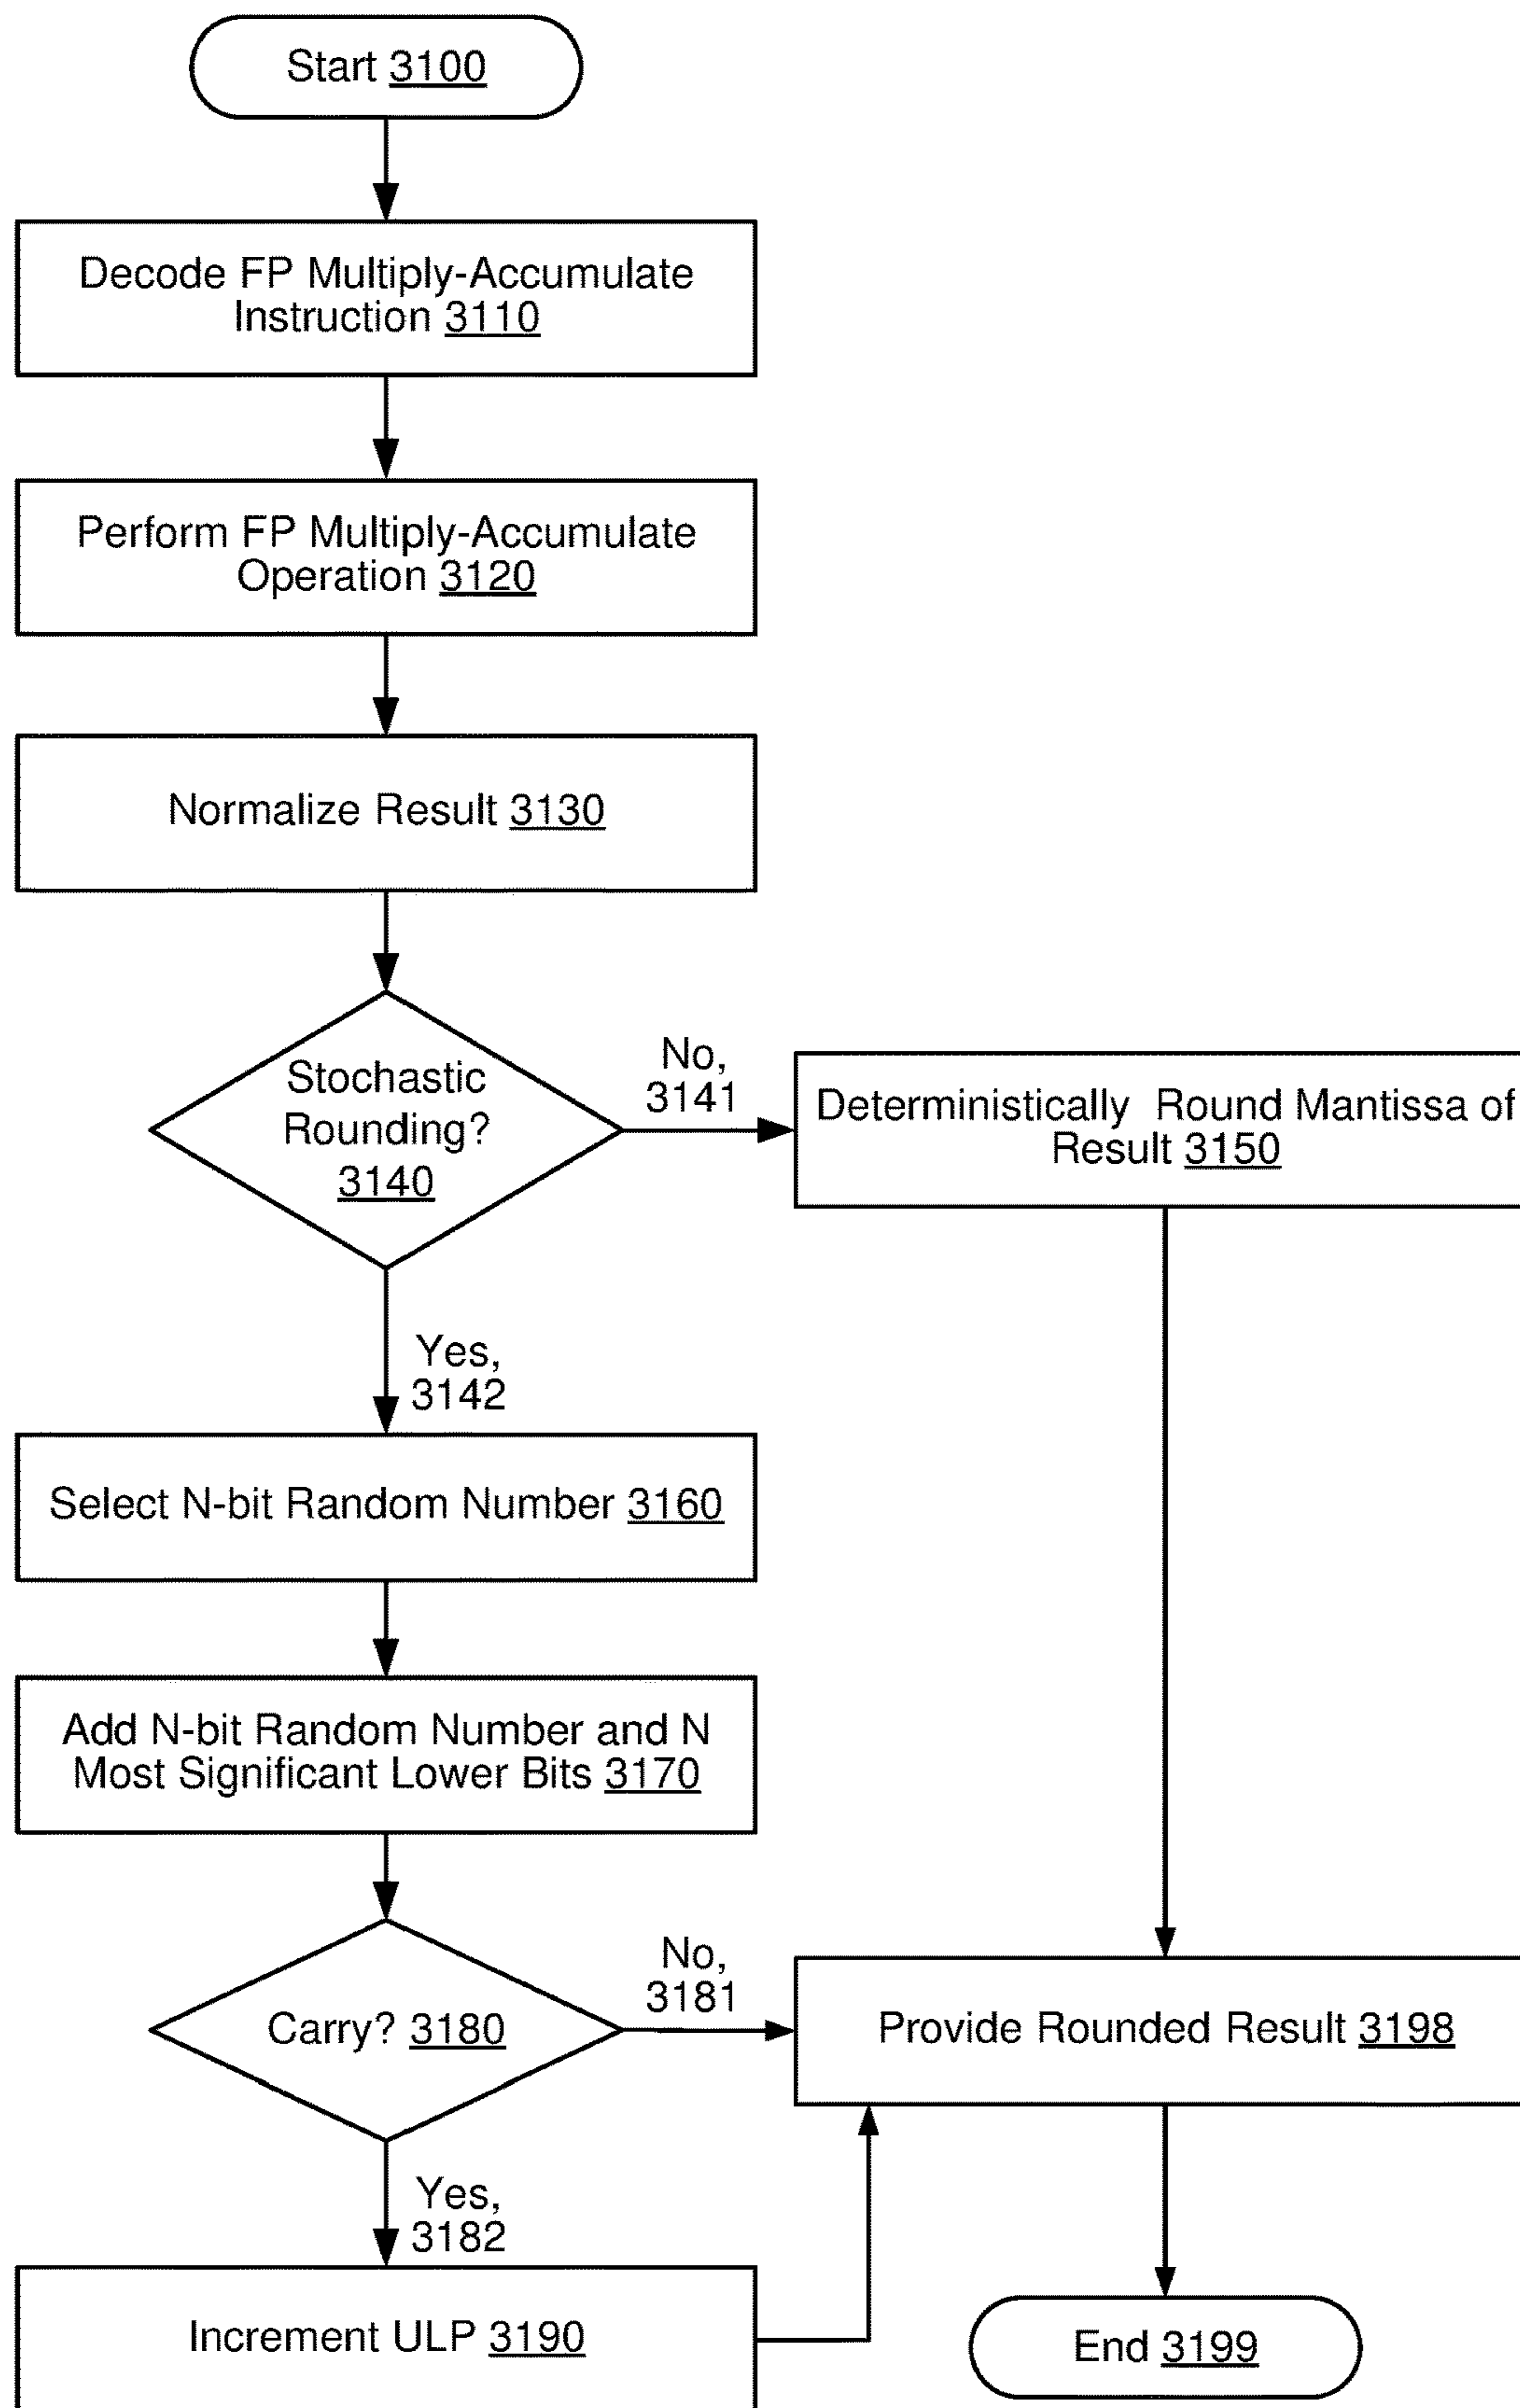 Start 3100
Decode FP Multiply-Accumulate
Instruction 3110
Perform FP Multiply-Accumulate
Operation 3120
Normalize Result 3130
Stochastic
Rounding?
3140
No,
3141
Deterministically Round Mantissa of
Result 3150
Yes,
3142
Select N-bit Random Number 3160
Add N-bit Random Number and N
Most Significant Lower Bits 3170
Carry? 3180
No,
3181
Provide Rounded Result 3198
Yes,
3182
Increment ULP 3190
End 3199